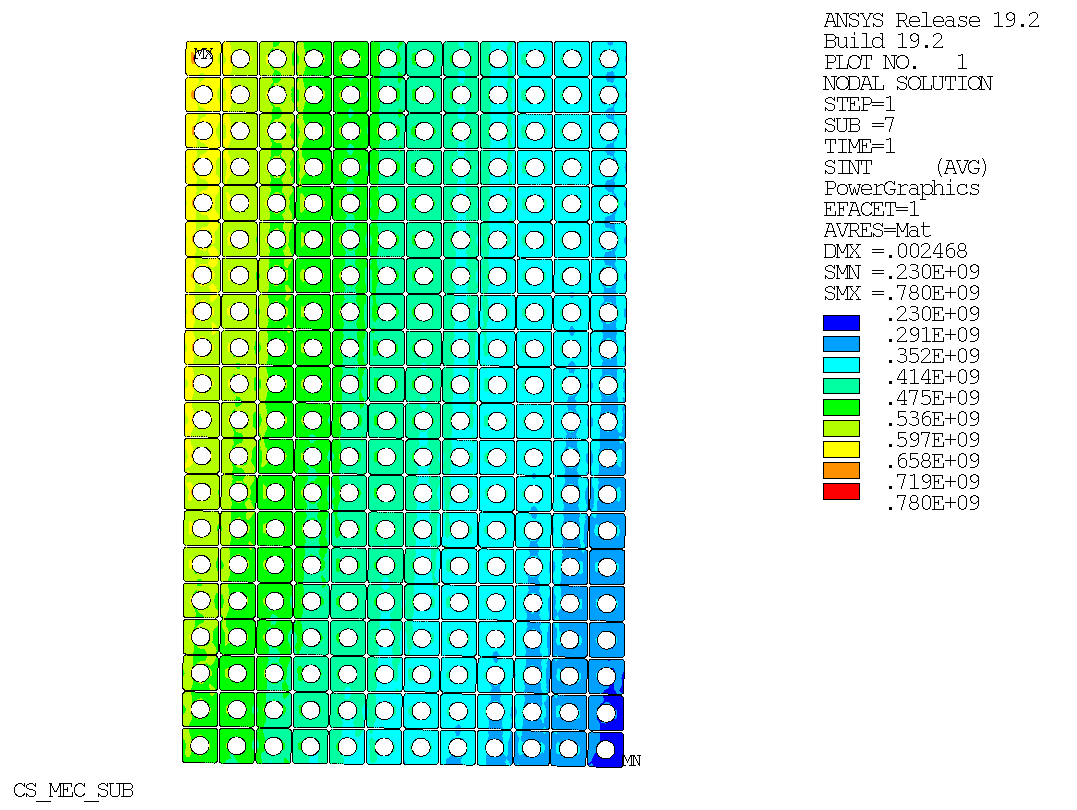 ANSYS Release 19.2
Build 19.2
PLOT NO.   1
NODAL SOLUTION
STEP=1
SUB =7
TIME=1
SINT     (AVG)
PowerGraphics
EFACET=1
AVRES=Mat
DMX =.002468
SMN =.230E+09
SMX =.780E+09
.230E+09
.291E+09
.352E+09
.414E+09
.475E+09
.536E+09
.597E+09
.658E+09
.719E+09
.780E+09
MX
MN
CS_MEC_SUB